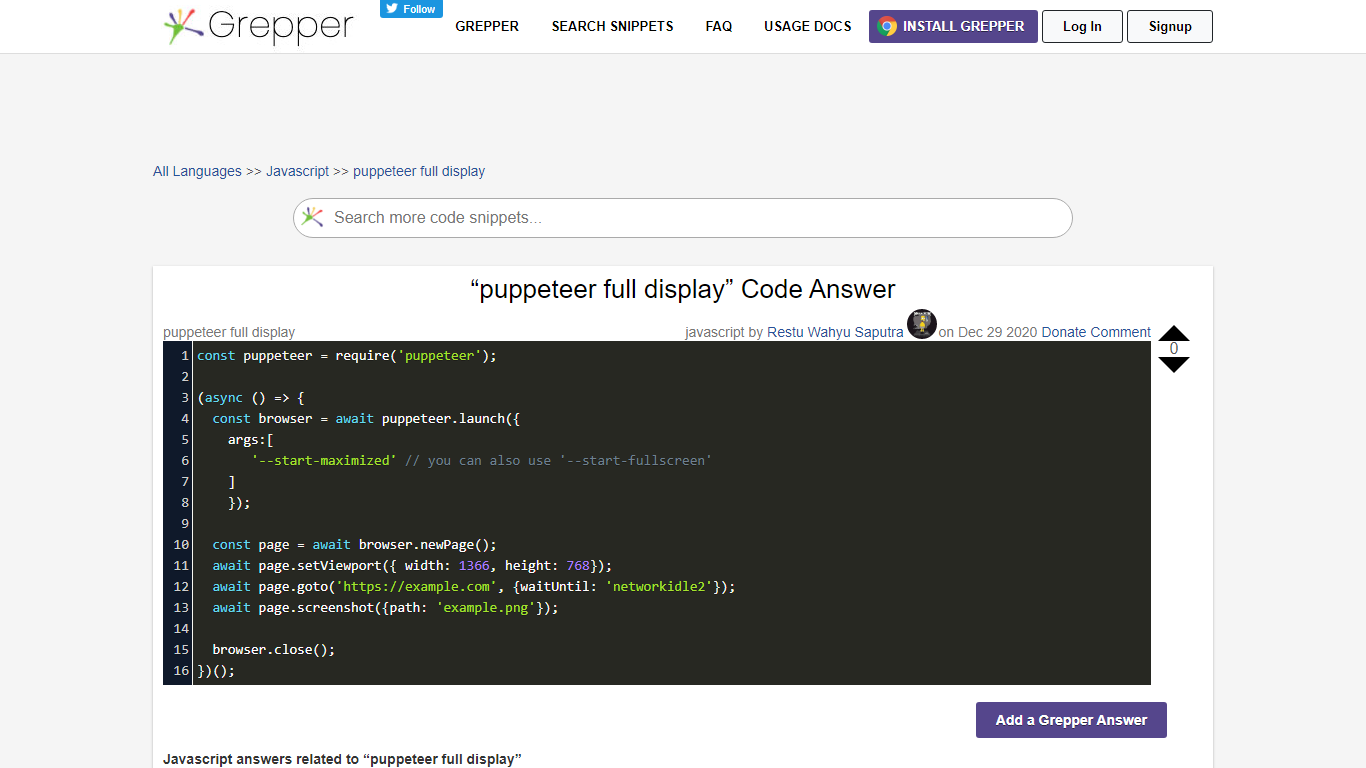 Grepper
Follow
GREPPER SEARCH SNIPPETS FAQ USAGE DOCS INSTALL GREPPER Log In Signup
All Languages >> Javascript >> puppeteer full display
Search more code snippets...
“puppeteer full display” Code Answer
puppeteer full display javascript by Restu Wahyu Saputra on Dec 29 2020 Donate Comment
0
1 const puppeteer = require('puppeteer');
2
3 (async () => {
4   const browser = await puppeteer.launch({
5     args:[
6        '--start-maximized' // you can also use '--start-fullscreen'
7     ]
8     });
9
10   const page = await browser.newPage();
11   await page.setViewport({ width: 1366, height: 768});
12   await page.goto('https://example.com', {waitUntil: 'networkidle2'});
13   await page.screenshot({path: 'example.png'});
14
15   browser.close();
16 })();
Add a Grepper Answer
Javascript answers related to “puppeteer full display”